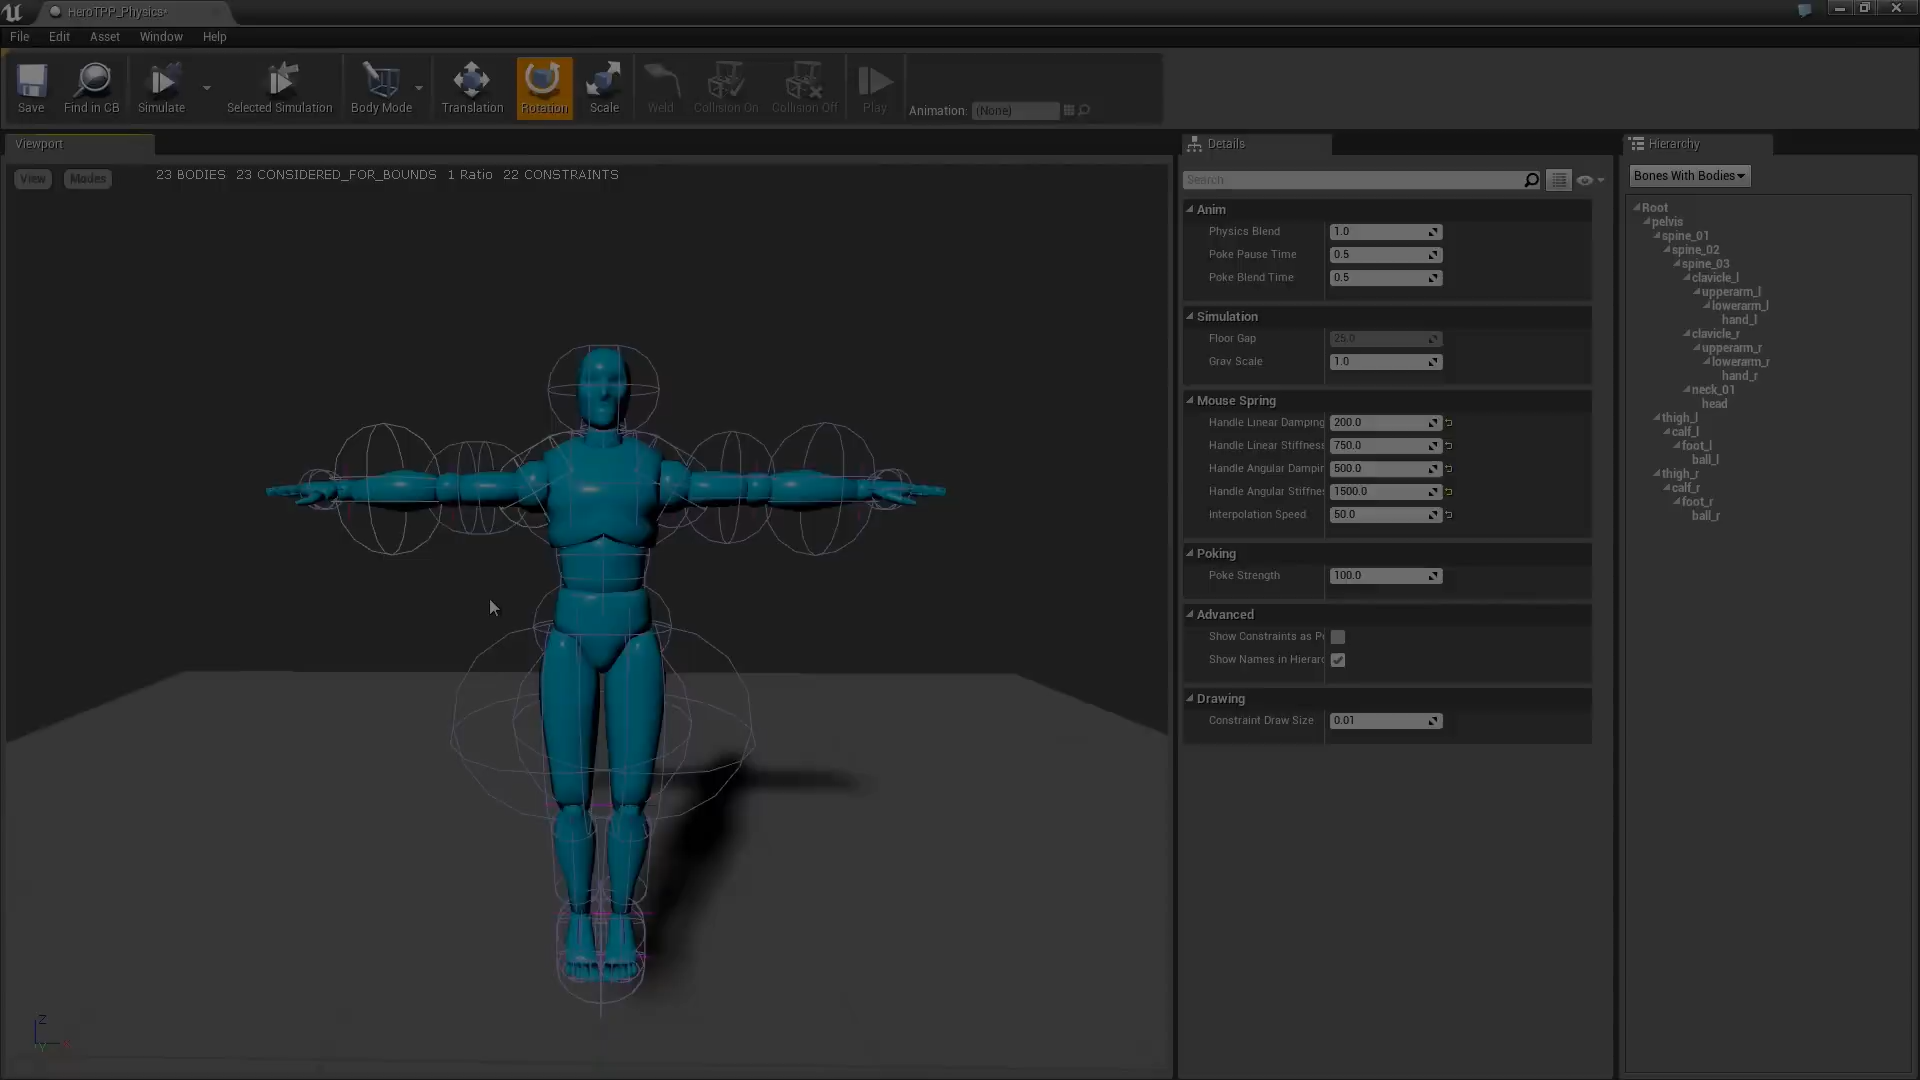 HeroTPP_Physics*
File Edit Asset Window Help
Save Find in CB Simulate Selected Simulation Body Mode Translation Rotation Scale Weld Collision On Collision Off Play Animation: (None)
Viewport
View Modes 23 BODIES 23 CONSIDERED_FOR_BOUNDS 1 Ratio 22 CONSTRAINTS
Z
Y
Details
Search
Anim
Physics Blend 1.0
Poke Pause Time 0.5
Poke Blend Time 0.5
Simulation
Floor Gap 25.0
Grav Scale 1.0
Mouse Spring
Handle Linear Damping 200.0
Handle Linear Stiffness 750.0
Handle Angular Dampin 500.0
Handle Angular Stiffnes 1500.0
Interpolation Speed 50.0
Poking
Poke Strength 100.0
Advanced
Show Constraints as P
Show Names in Hierarc
Drawing
Constraint Draw Size 0.01
Hierarchy
Bones With Bodies
Root
pelvis
spine_01
spine_02
spine_03
clavicle_l
upperarm_l
lowerarm_l
hand_l
clavicle_r
upperarm_r
lowerarm_r
hand_r
neck_01
head
thigh_l
calf_l
foot_l
ball_l
thigh_r
calf_r
foot_r
ball_r